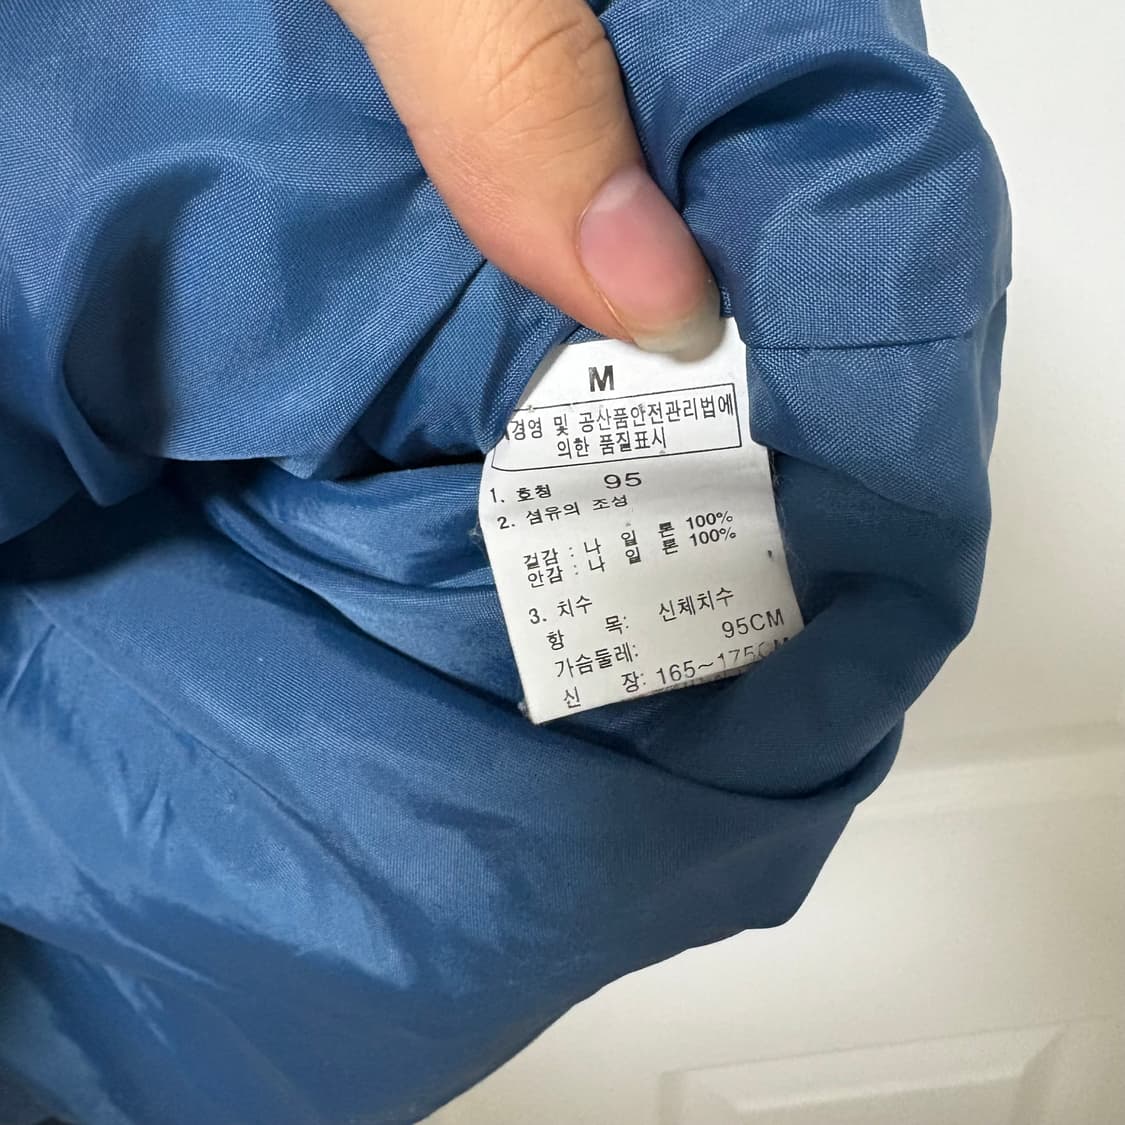 M
경영 및 공산품안전관리법에
의한 품질표시
1. 호청 95
2. 섬유의 조성
겉감 : 나 일 론 100%
안감 : 나 일 론 100%
3. 치수
항 목: 신체치수
가슴둘레: 95CM
신 장: 165~175CM